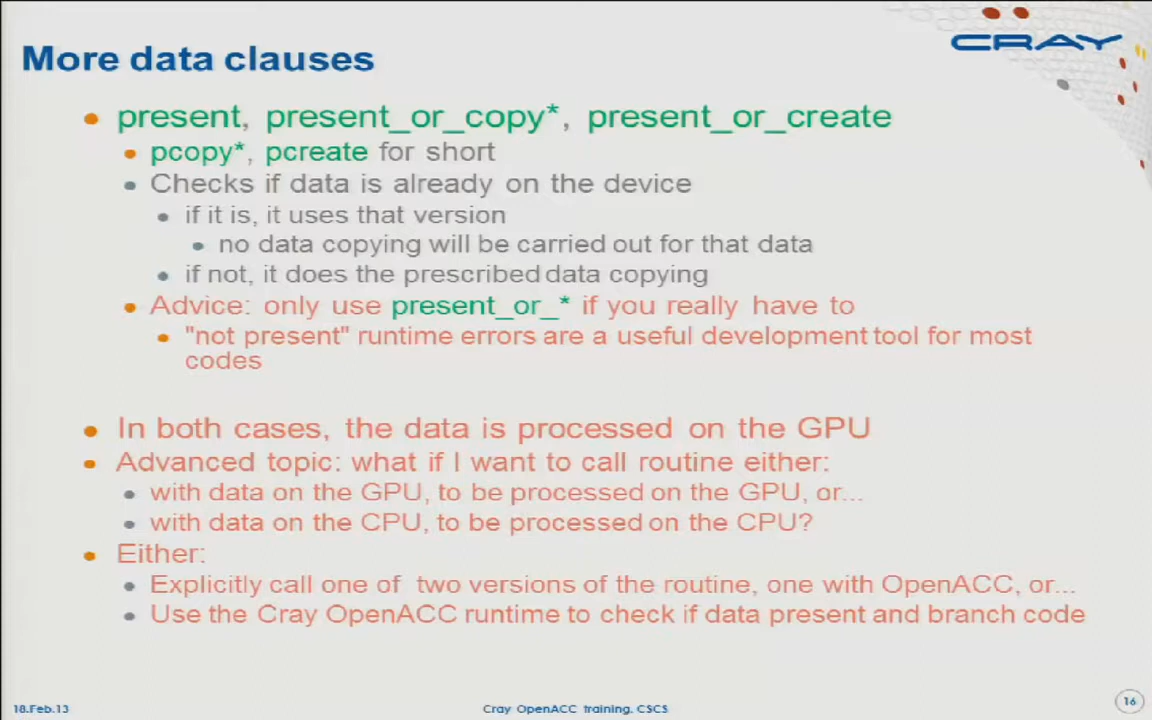 More data clauses
CRAY
present, present_or_copy*, present_or_create
pcopy*, pcreate for short
Checks if data is already on the device
if it is, it uses that version
no data copying will be carried out for that data
if not, it does the prescribed data copying
Advice: only use present_or_* if you really have to
"not present" runtime errors are a useful development tool for most
codes
In both cases, the data is processed on the GPU
Advanced topic: what if I want to call routine either:
with data on the GPU, to be processed on the GPU, or...
with data on the CPU, to be processed on the CPU?
Either:
Explicitly call one of two versions of the routine, one with OpenACC, or...
Use the Cray OpenACC runtime to check if data present and branch code
18.Feb.13
Cray OpenACC training, CSCS
16